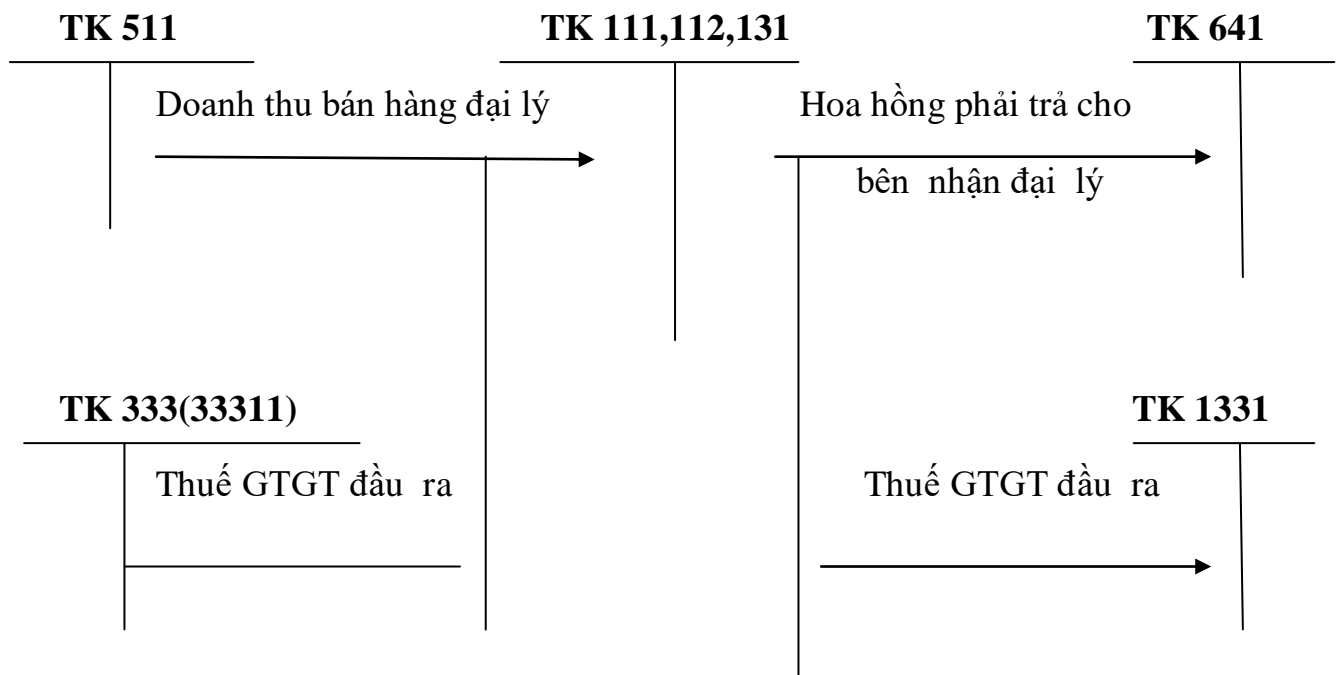 TK 511
TK 111,112,131
TK 641
Doanh thu bán hàng đại lý
Hoa hồng phải trả cho
bên nhận đại lý
TK 333(33311)
TK 1331
Thuế GTGT đầu ra
Thuế GTGT đầu ra